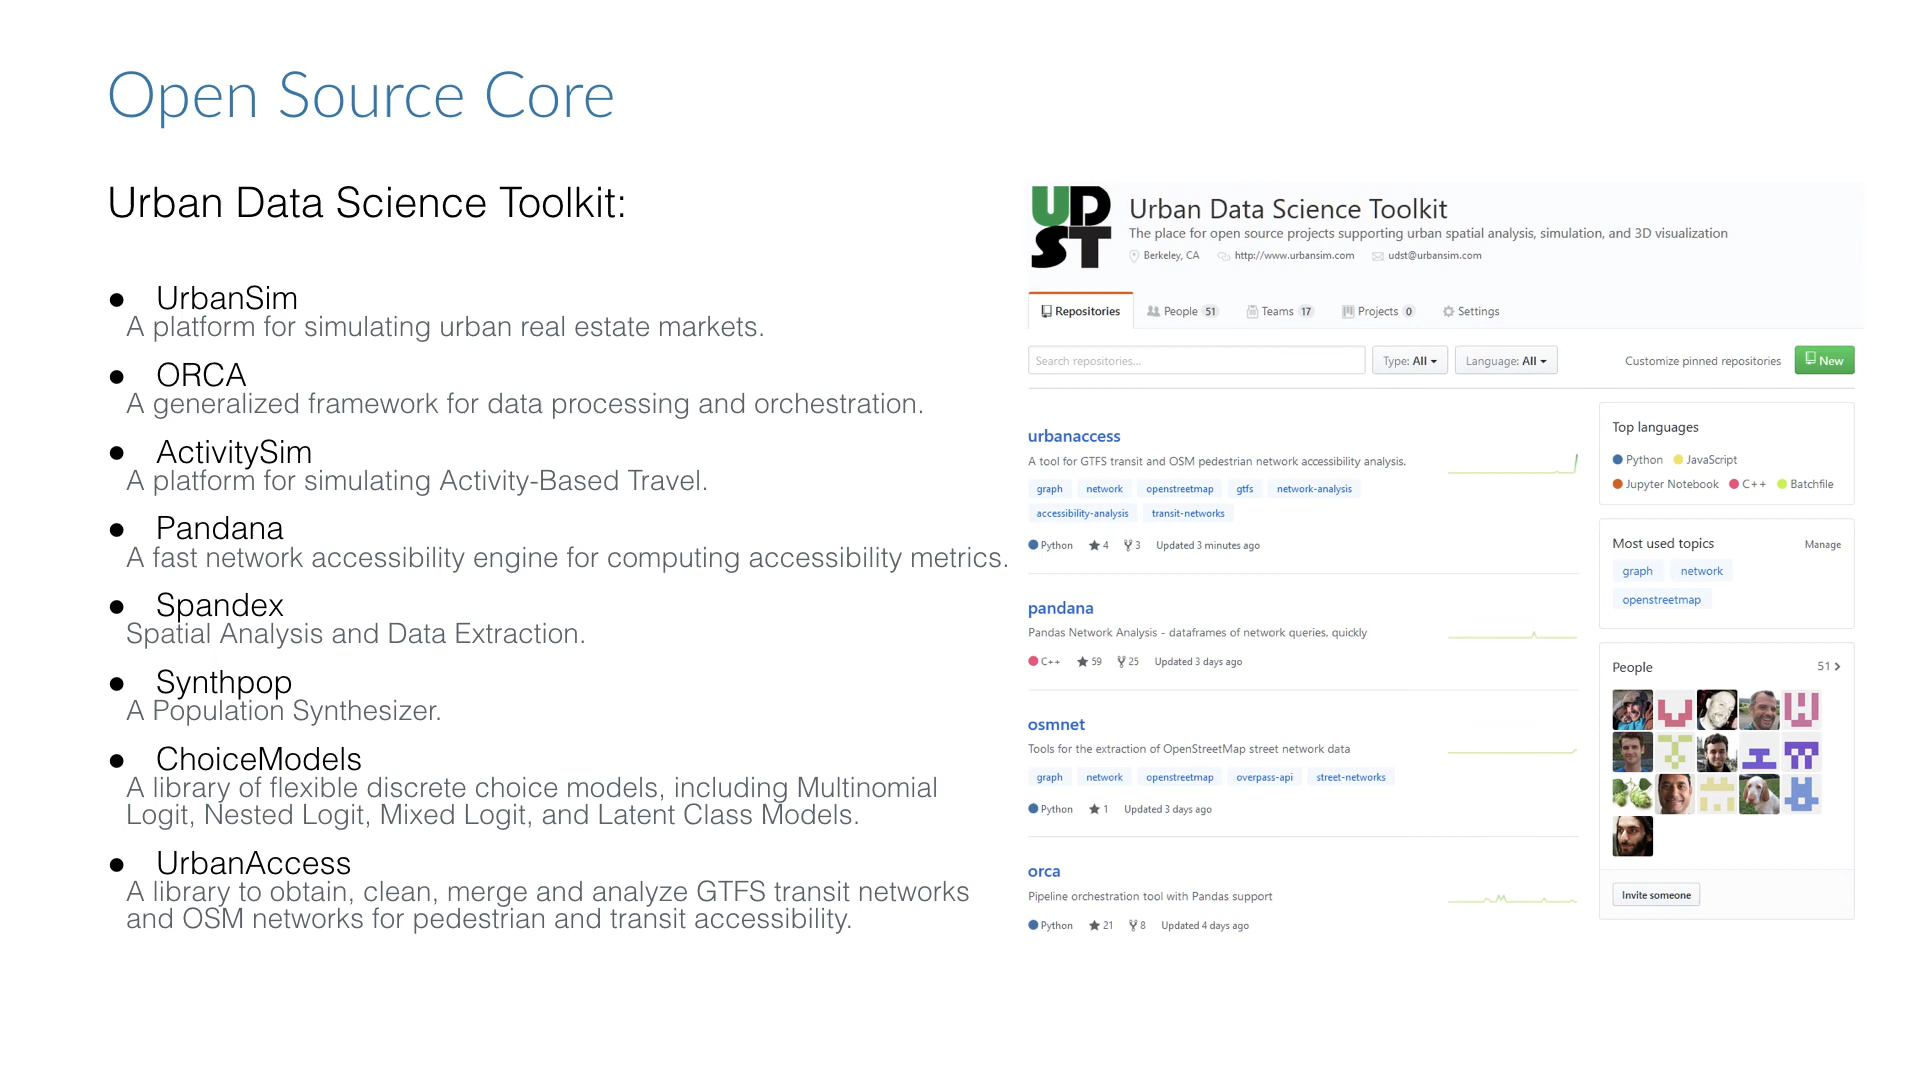 Open Source Core
Urban Data Science Toolkit:
● UrbanSim
A platform for simulating urban real estate markets.
● ORCA
A generalized framework for data processing and orchestration.
● ActivitySim
A platform for simulating Activity-Based Travel.
● Pandana
A fast network accessibility engine for computing accessibility metrics.
● Spandex
Spatial Analysis and Data Extraction.
● Synthpop
A Population Synthesizer.
● ChoiceModels
A library of flexible discrete choice models, including Multinomial
Logit, Nested Logit, Mixed Logit, and Latent Class Models.
● UrbanAccess
A library to obtain, clean, merge and analyze GTFS transit networks
and OSM networks for pedestrian and transit accessibility.
UD
ST
Urban Data Science Toolkit
The place for open source projects supporting urban spatial analysis, simulation, and 3D visualization
Berkeley, CA http://www.urbansim.com udst@urbansim.com
Repositories People 51 Teams 17 Projects 0 Settings
Search repositories... Type: All Language: All Customize pinned repositories New
urbanaccess
A tool for GTFS transit and OSM pedestrian network accessibility analysis.
graph network openstreetmap gtfs network-analysis
accessibility-analysis transit-networks
Python 4 3 Updated 3 minutes ago
pandana
Pandas Network Analysis - dataframes of network queries, quickly
C++ 59 25 Updated 3 days ago
osmnet
Tools for the extraction of OpenStreetMap street network data
graph network openstreetmap overpass-api street-networks
Python 1 Updated 3 days ago
orca
Pipeline orchestration tool with Pandas support
Python 21 8 Updated 4 days ago
Top languages
Python JavaScript
Jupyter Notebook C++ Batchfile
Most used topics Manage
graph network
openstreetmap
People 51 >
Invite someone